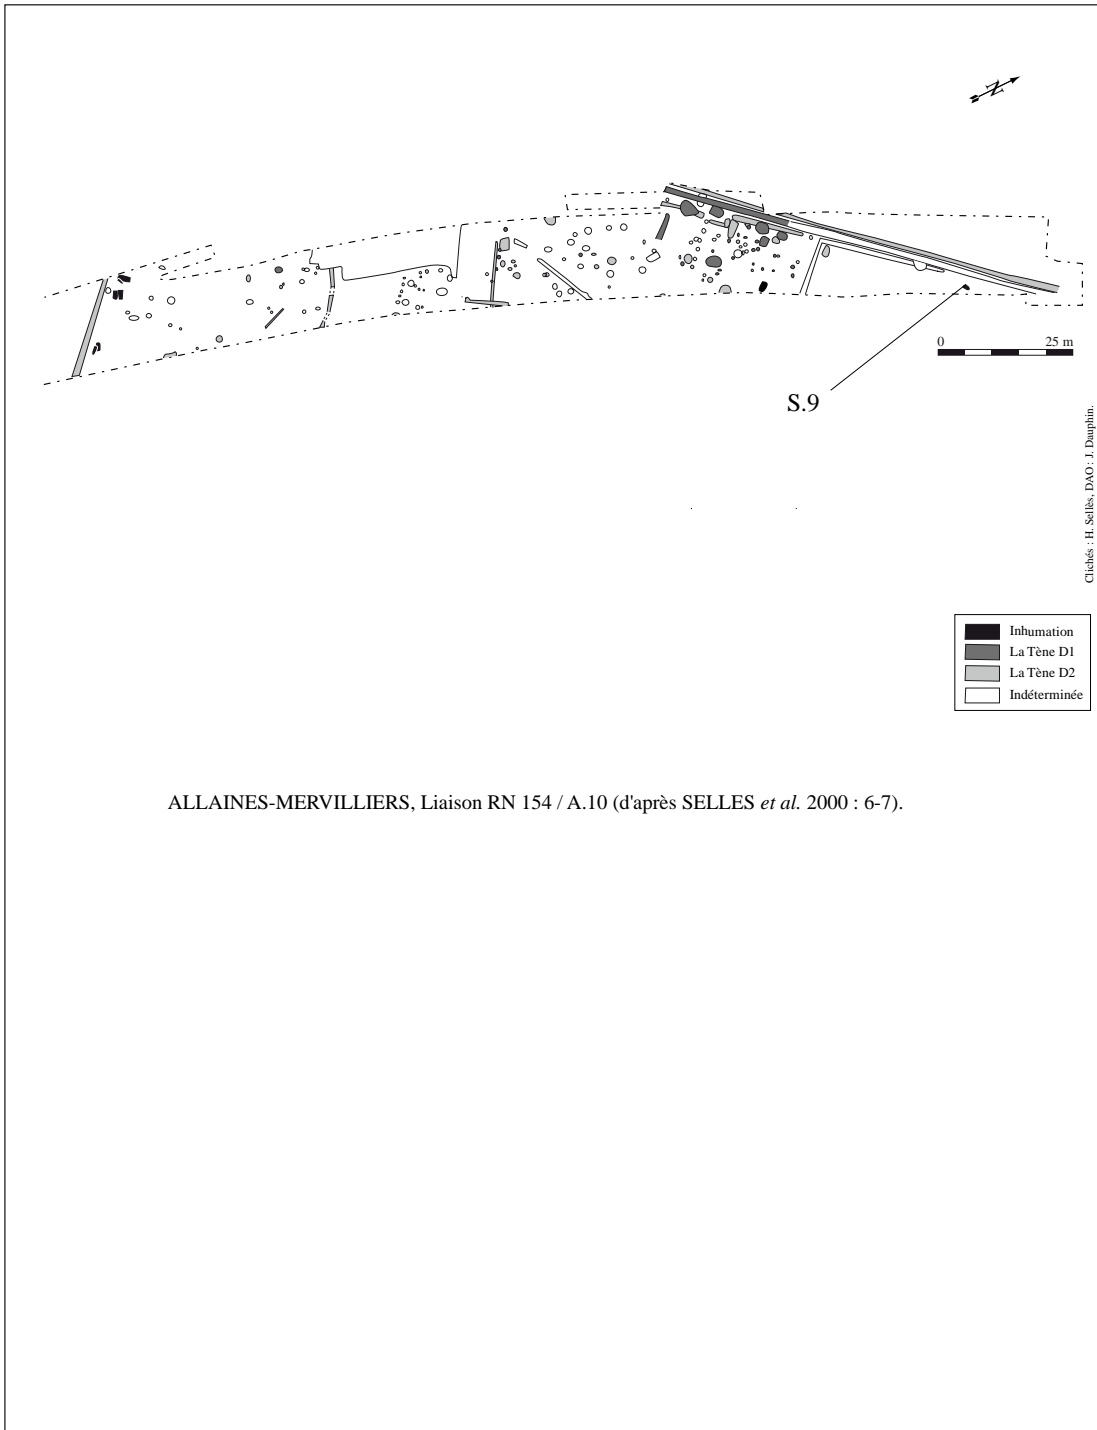 N
0 25 m
S.9
Clichés : H. Sellès, DAO : J. Dauphin.
Inhumation
La Tène D1
La Tène D2
Indéterminée
ALLAINES-MERVILLIERS, Liaison RN 154 / A.10 (d'après SELLES et al. 2000 : 6-7).